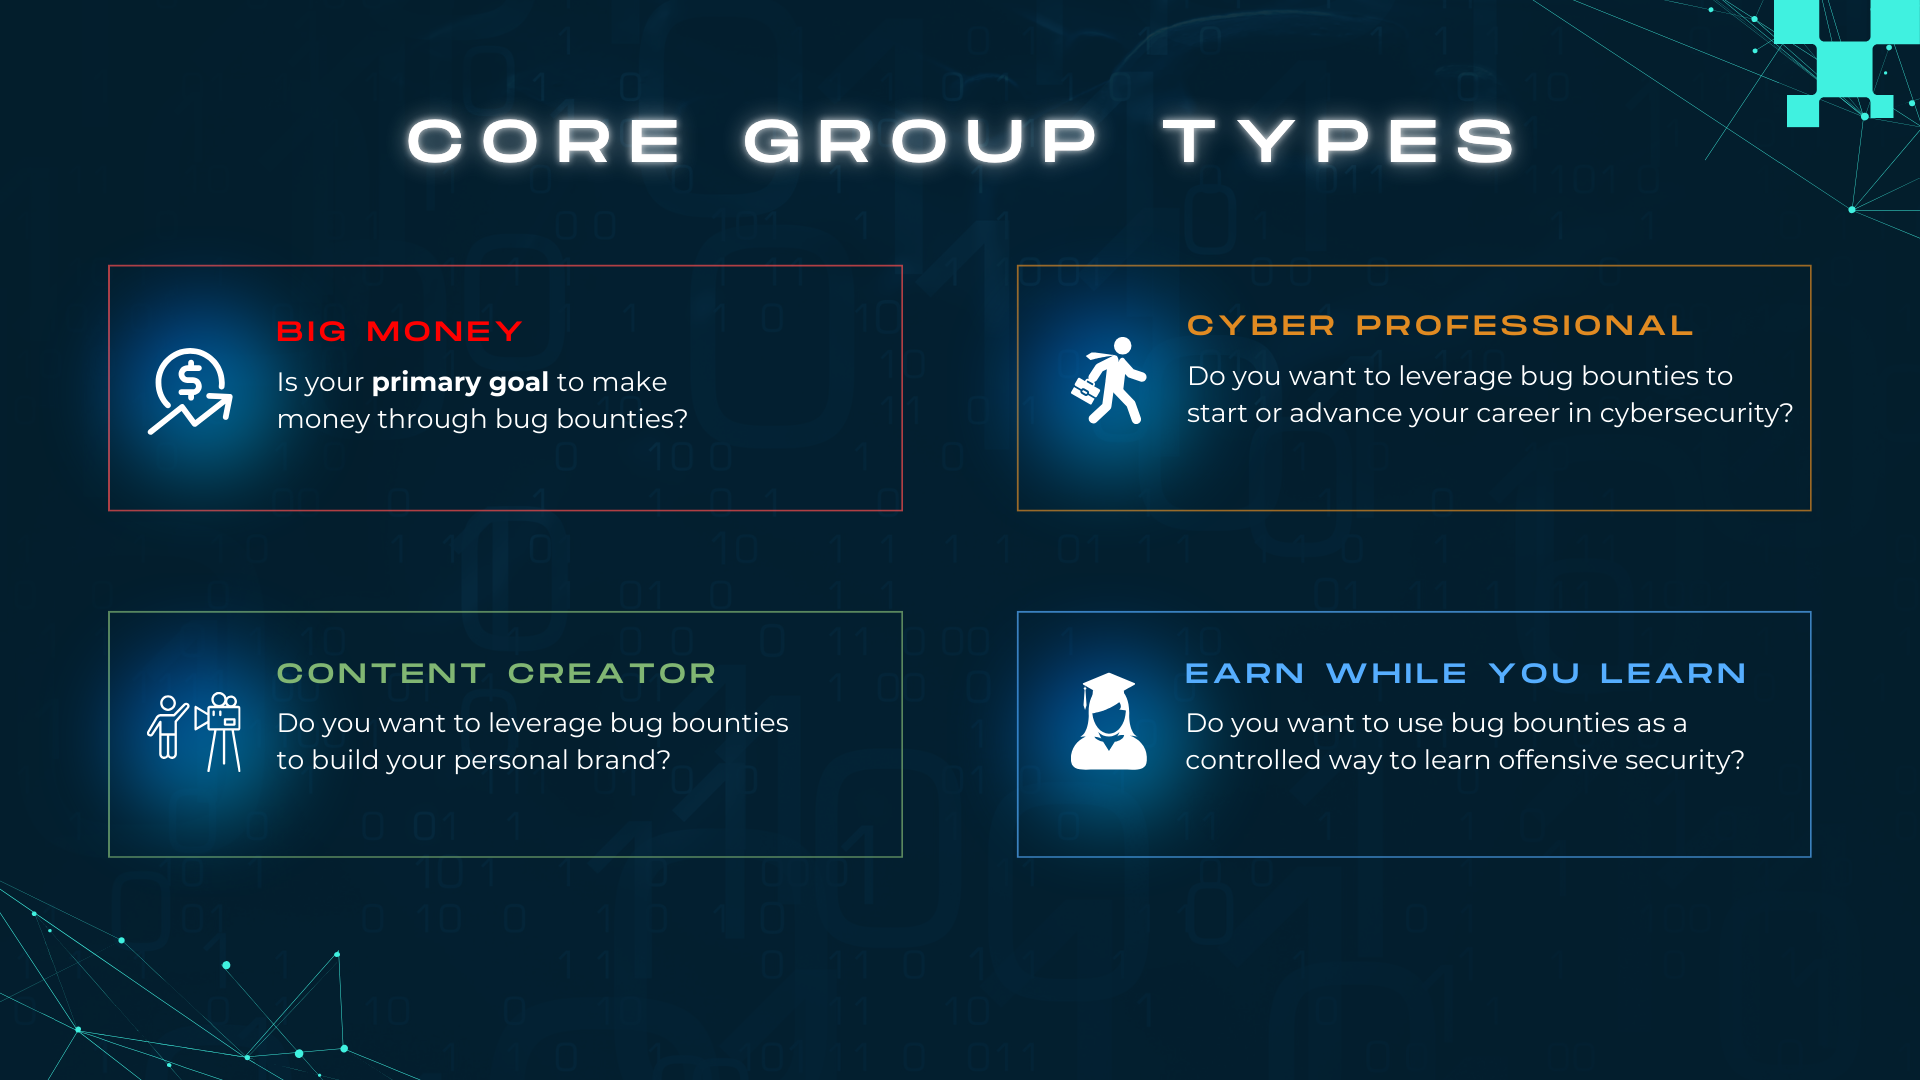 CORE GROUP TYPES
BIG MONEY
Is your primary goal to make
money through bug bounties?
CYBER PROFESSIONAL
Do you want to leverage bug bounties to
start or advance your career in cybersecurity?
CONTENT CREATOR
Do you want to leverage bug bounties
to build your personal brand?
EARN WHILE YOU LEARN
Do you want to use bug bounties as a
controlled way to learn offensive security?